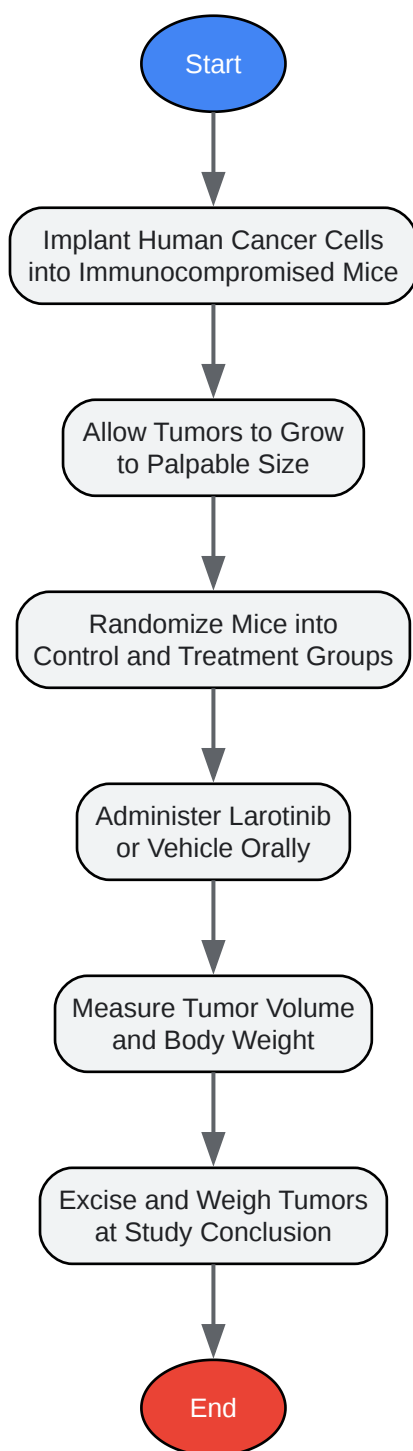 Start
Implant Human Cancer Cells
into Immunocompromised Mice
Allow Tumors to Grow
to Palpable Size
Randomize Mice into
Control and Treatment Groups
Administer Larotinib
or Vehicle Orally
Measure Tumor Volume
and Body Weight
Excise and Weigh Tumors
at Study Conclusion
End